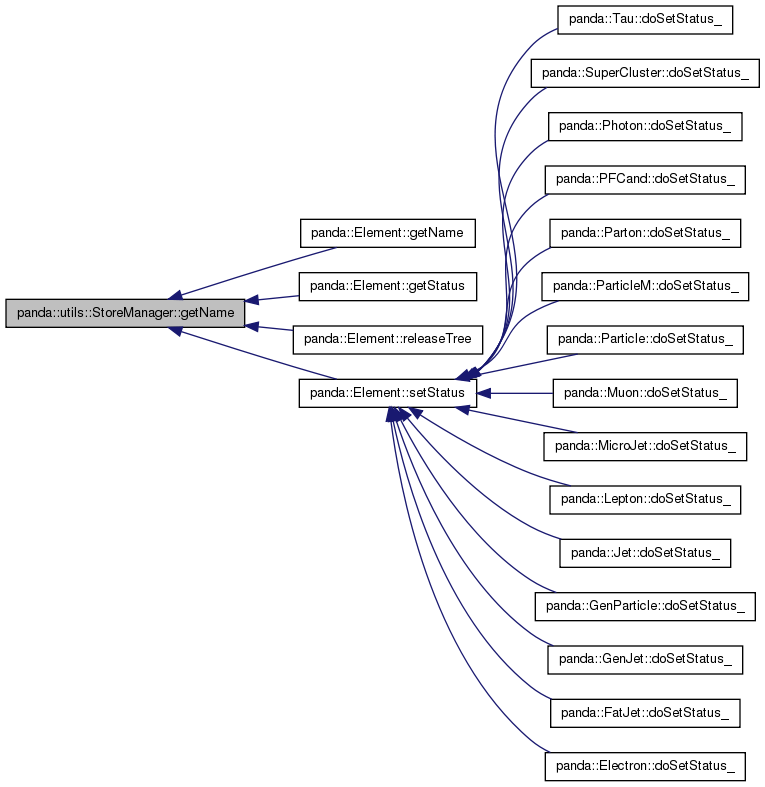 panda::Tau::doSetStatus_
panda::SuperCluster::doSetStatus_
panda::Photon::doSetStatus_
panda::PFCand::doSetStatus_
panda::Parton::doSetStatus_
panda::Element::getName
panda::Element::getStatus
panda::ParticleM::doSetStatus_
panda::utils::StoreManager::getName
panda::Element::releaseTree
panda::Particle::doSetStatus_
panda::Element::setStatus
panda::Muon::doSetStatus_
panda::MicroJet::doSetStatus_
panda::Lepton::doSetStatus_
panda::Jet::doSetStatus_
panda::GenParticle::doSetStatus_
panda::GenJet::doSetStatus_
panda::FatJet::doSetStatus_
panda::Electron::doSetStatus_